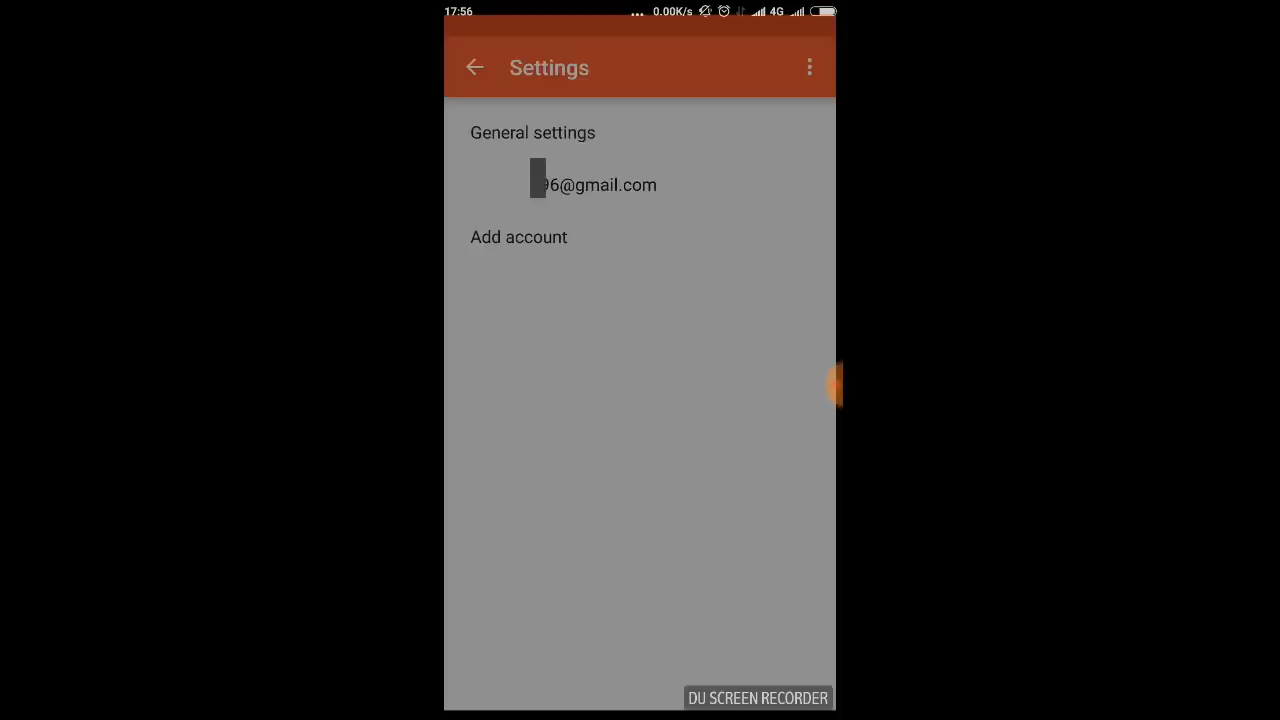 17:56
... 0.00K/s 4G
Settings
General settings
96@gmail.com
Add account
DU SCREEN RECORDER